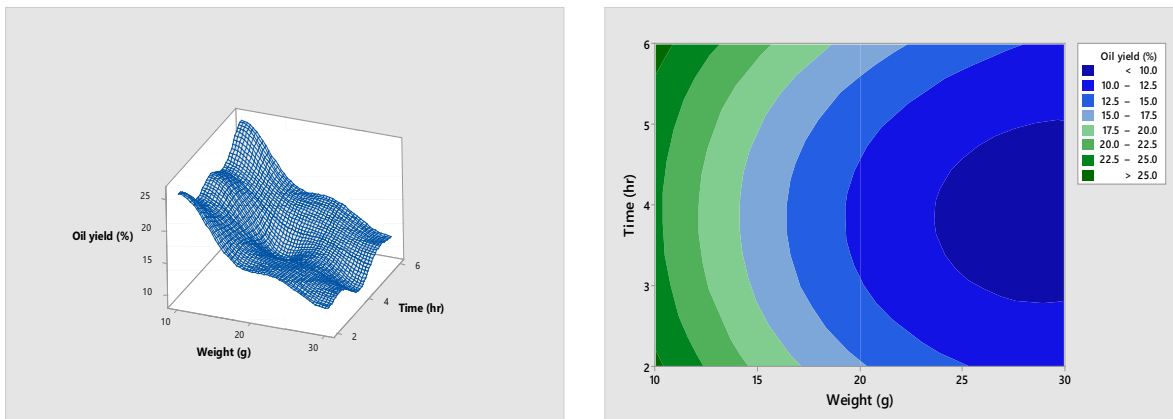 25
20
15
10
Oil yield (%)
10
20
30
Weight (g)
2
4
6
Time (hr)
6
5
4
3
2
Time (hr)
10
15
20
25
30
Weight (g)
Oil yield (%)
< 10.0
10.0 – 12.5
12.5 – 15.0
15.0 – 17.5
17.5 – 20.0
20.0 – 22.5
22.5 – 25.0
> 25.0